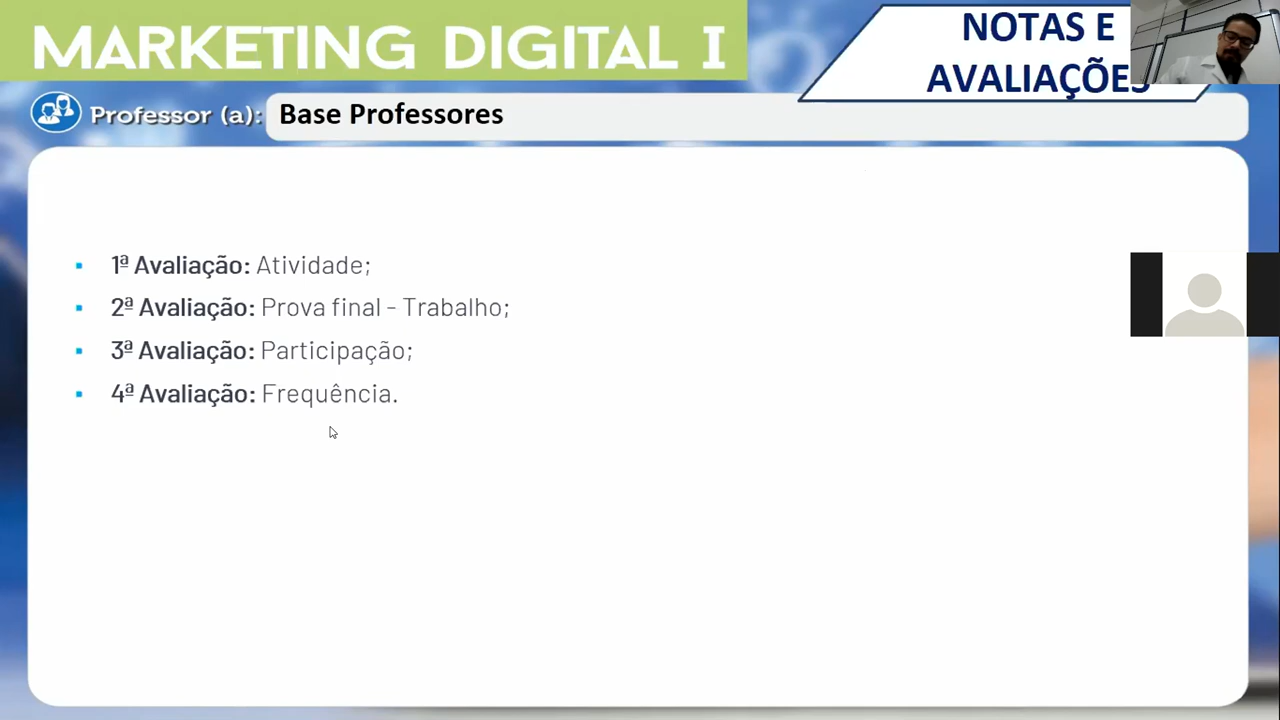 MARKETING DIGITAL I
NOTAS E
AVALIAÇÕES
Professor (a): Base Professores
▪ 1ª Avaliação: Atividade;
▪ 2ª Avaliação: Prova final - Trabalho;
▪ 3ª Avaliação: Participação;
▪ 4ª Avaliação: Frequência.